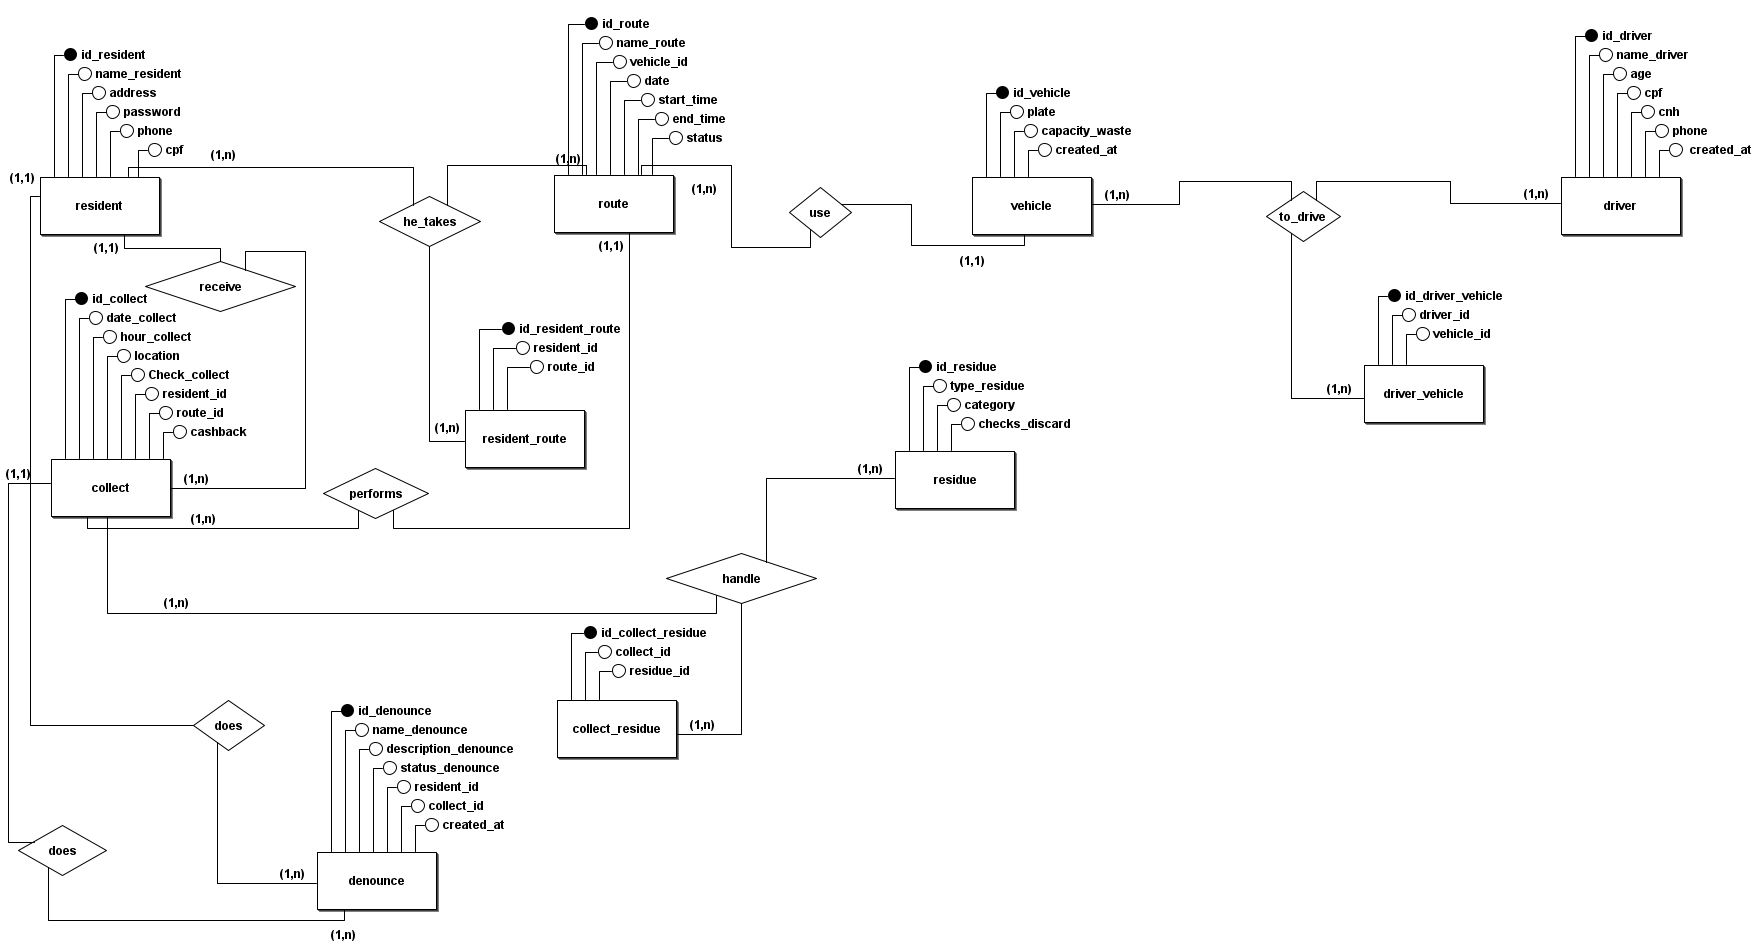 id_resident
name_resident
address
password
phone
cpf
(1,n)
(1,1)
resident
(1,1)
id_route
name_route
vehicle_id
date
start_time
end_time
status
(1,n)
(1,n)
route
(1,1)
he_takes
use
id_vehicle
plate
capacity_waste
created_at
(1,n)
vehicle
(1,1)
to_drive
id_driver
name_driver
age
cpf
cnh
phone
created_at
(1,n)
driver
receive
id_collect
date_collect
hour_collect
location
Check_collect
resident_id
route_id
cashback
(1,1)
collect
(1,n)
(1,n)
(1,n)
id_resident_route
resident_id
route_id
(1,n)
resident_route
performs
id_driver_vehicle
driver_id
vehicle_id
(1,n)
driver_vehicle
id_residue
type_residue
category
checks_discard
(1,n)
residue
handle
id_collect_residue
collect_id
residue_id
collect_residue
(1,n)
does
does
id_denounce
name_denounce
description_denounce
status_denounce
resident_id
collect_id
created_at
(1,n)
denounce
(1,n)